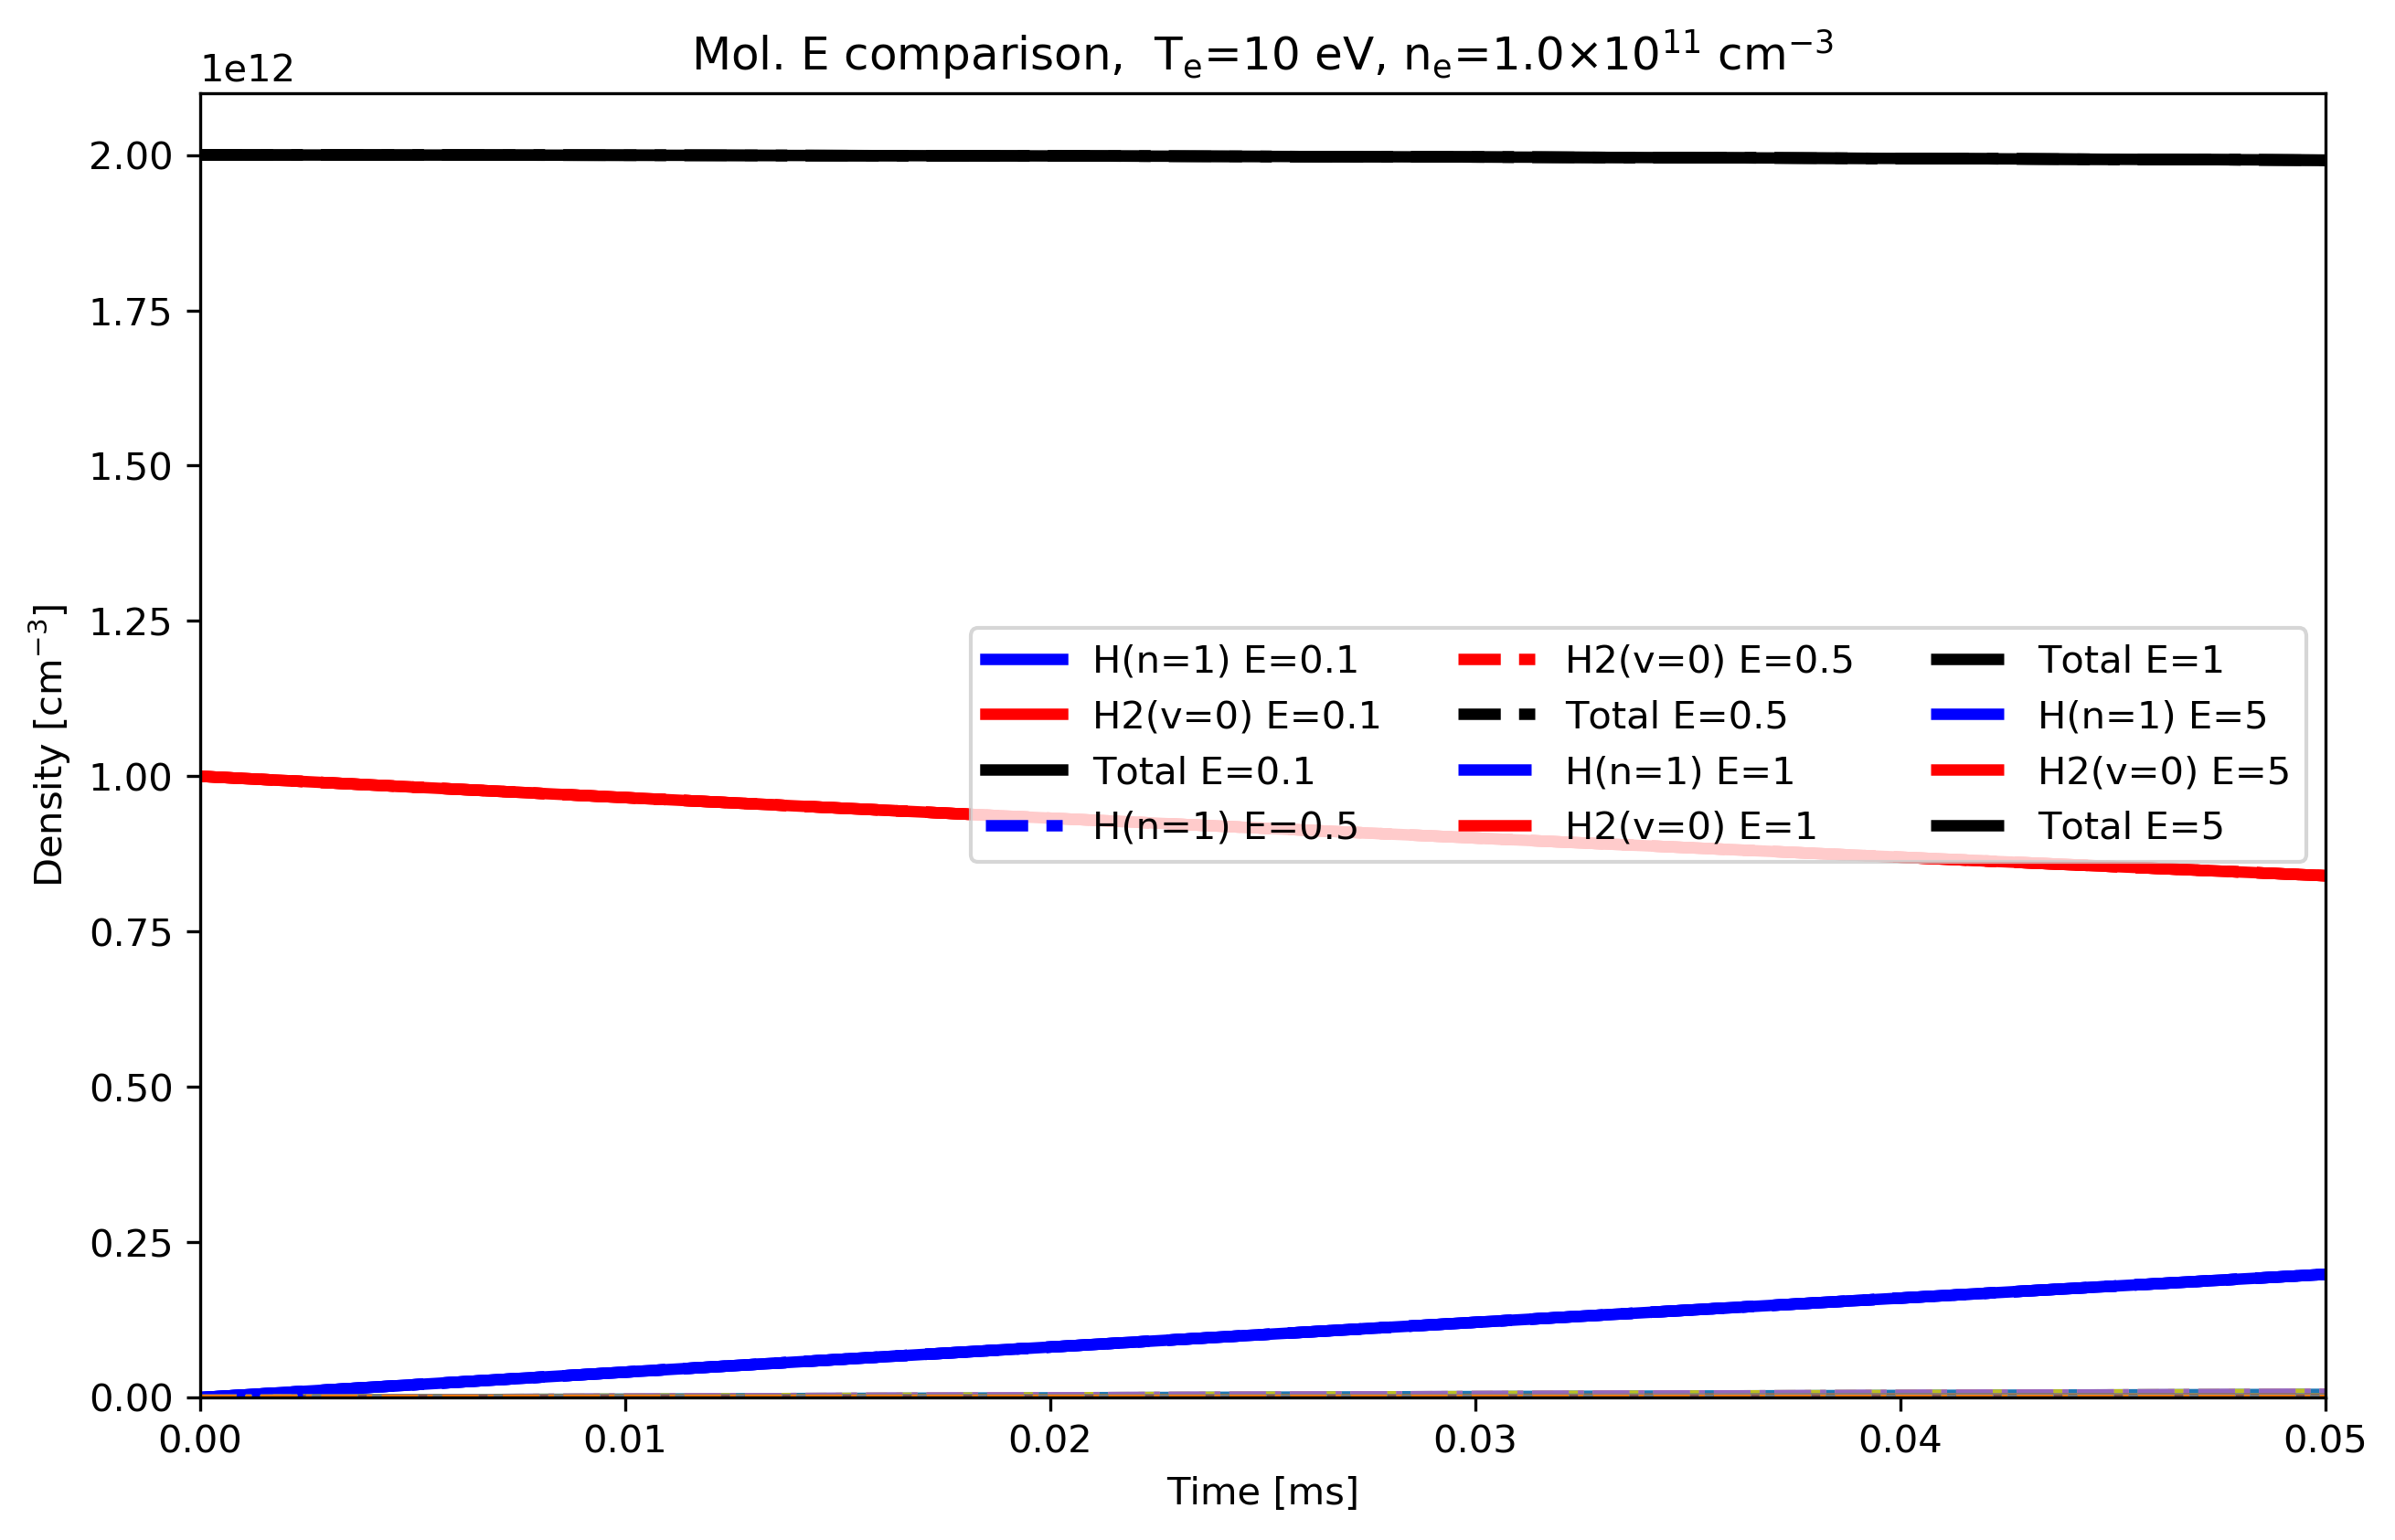 Mol. E comparison, Tₑ=10 eV, nₑ=1.0×10¹¹ cm⁻³
1e12
2.00
1.75
1.50
1.25
1.00
0.75
0.50
0.25
0.00
Density [cm⁻³]
H(n=1) E=0.1
H2(v=0) E=0.1
Total E=0.1
H(n=1) E=0.5
H2(v=0) E=0.5
Total E=0.5
H(n=1) E=1
H2(v=0) E=1
Total E=1
H(n=1) E=5
H2(v=0) E=5
Total E=5
0.00 0.01 0.02 0.03 0.04 0.05
Time [ms]